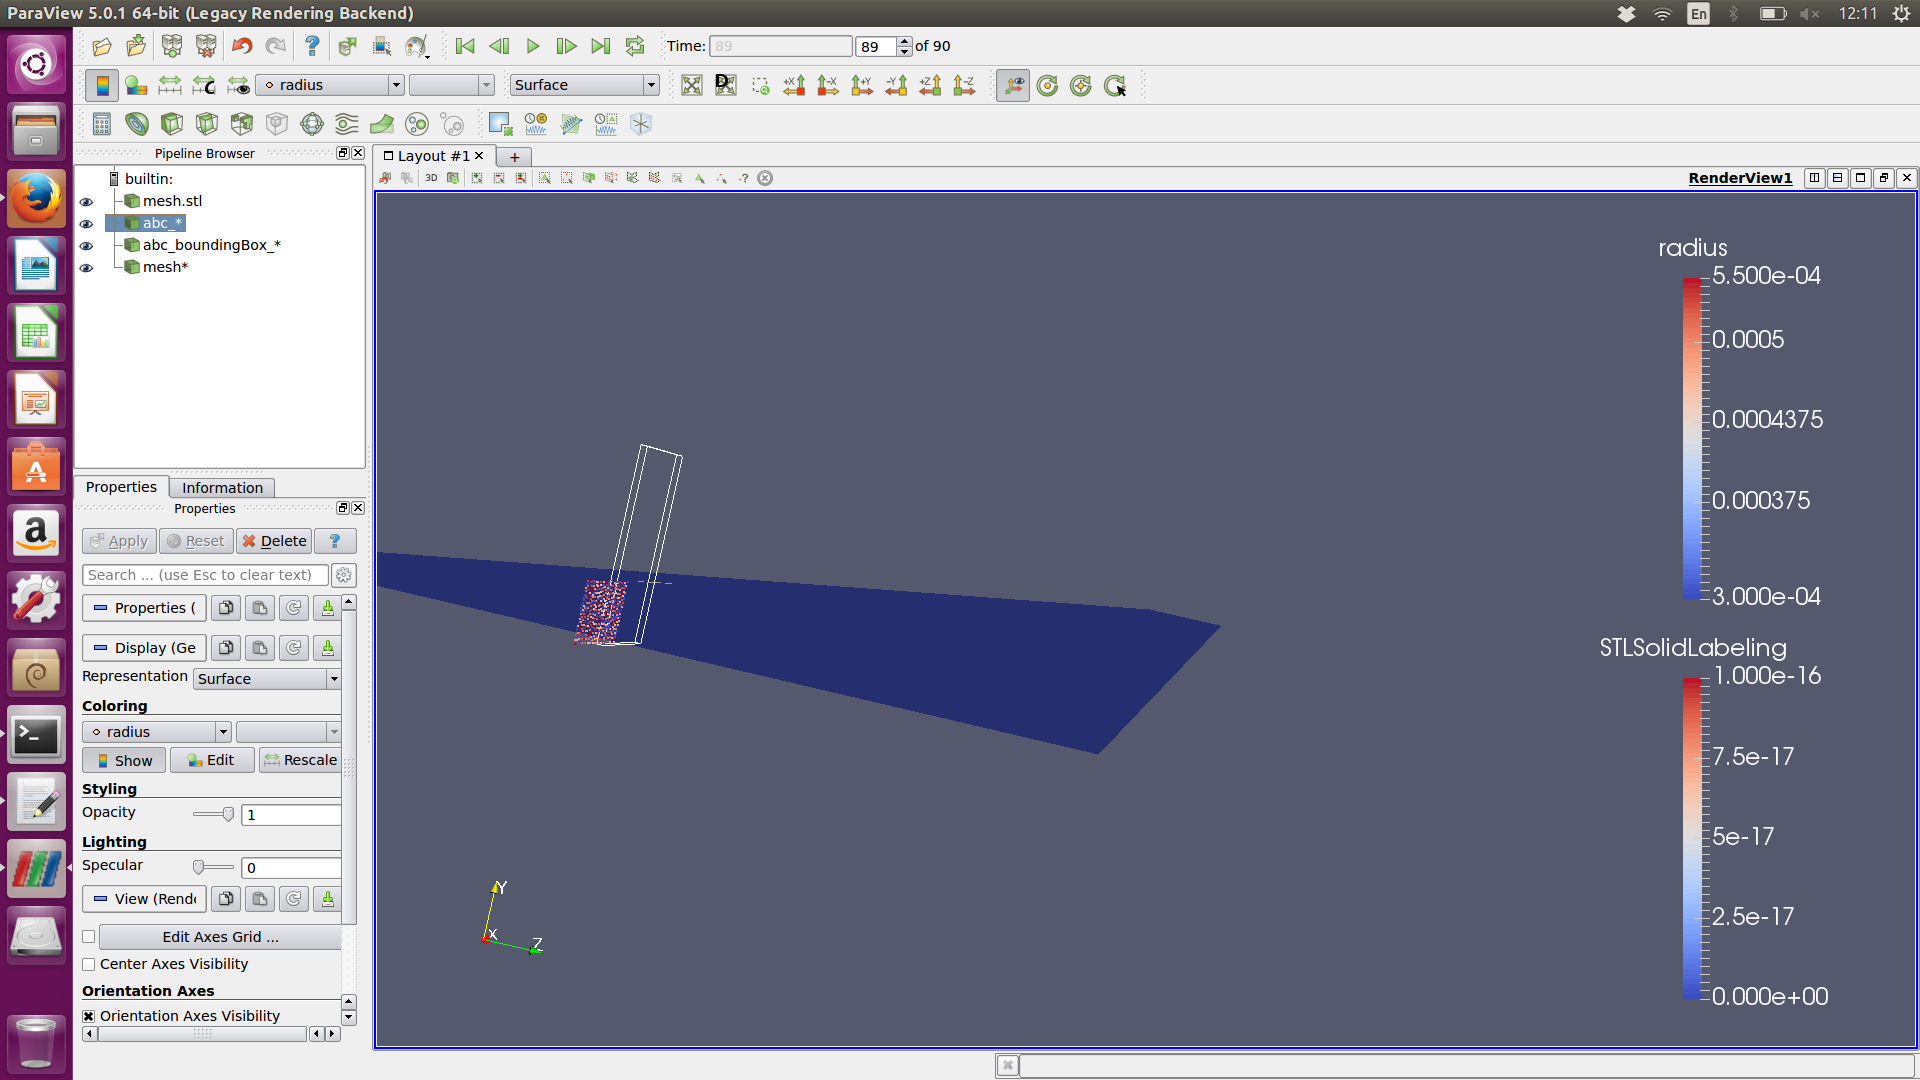 ParaView 5.0.1 64-bit (Legacy Rendering Backend)
En
12:11
Time: 89
89
of 90
radius
Surface
D
C
+X
-X
+Y
-Y
+Z
-Z
Pipeline Browser
builtin:
mesh.stl
abc_*
abc_boundingBox_*
mesh*
Properties
Information
Properties
Apply
Reset
Delete
?
Search ... (use Esc to clear text)
Properties (
Display (Ge
Representation
Surface
Coloring
radius
Show
Edit
Rescale
Styling
Opacity
1
Lighting
Specular
0
View (Rende
Edit Axes Grid ...
Center Axes Visibility
Orientation Axes
Orientation Axes Visibility
Layout #1
+
3D
?
RenderView1
radius
5.500e-04
0.0005
0.0004375
0.000375
3.000e-04
STLSolidLabeling
1.000e-16
7.5e-17
5e-17
2.5e-17
0.000e+00
Y
X
Z